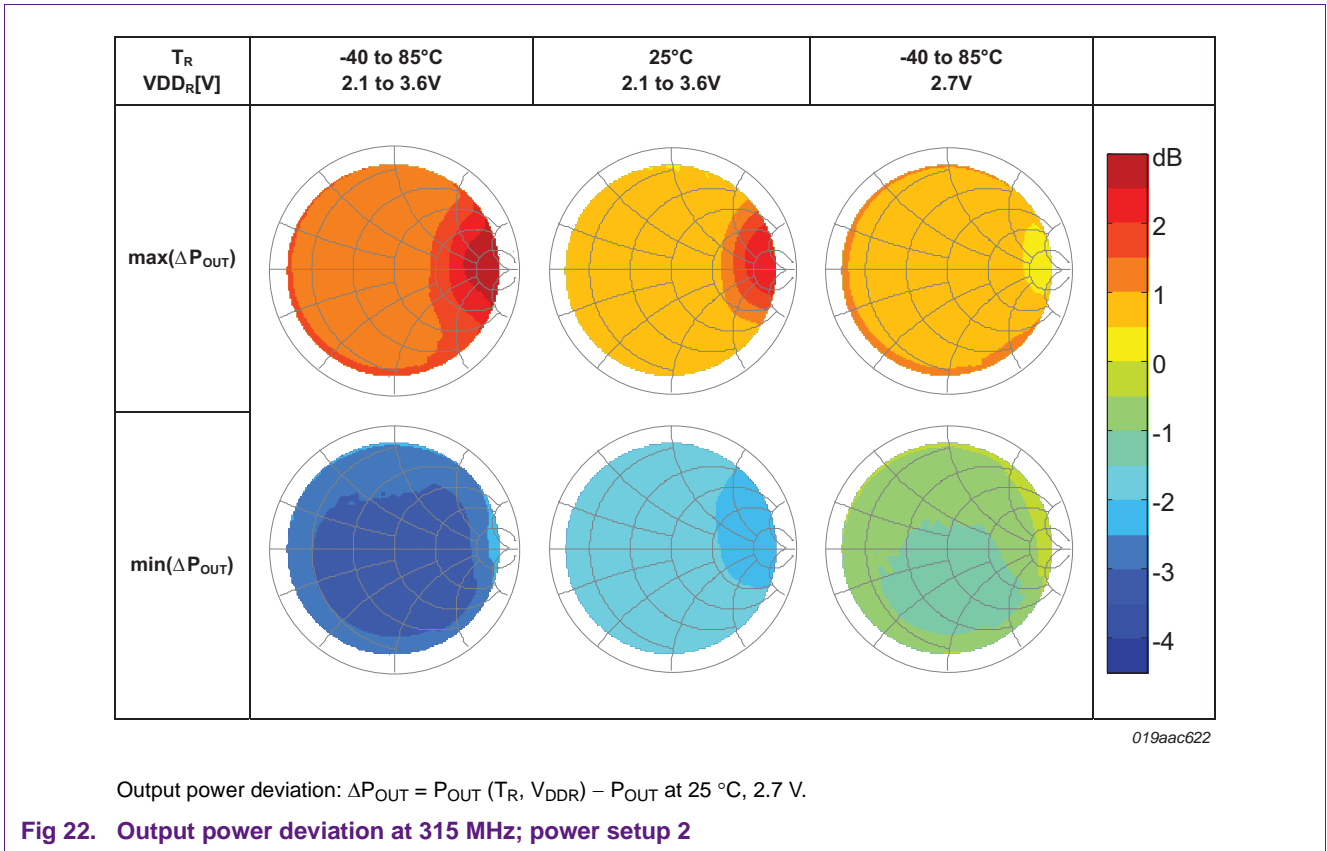 TR
VDDR[V]
-40 to 85°C
2.1 to 3.6V
25°C
2.1 to 3.6V
-40 to 85°C
2.7V
max(ΔPOUT)
min(ΔPOUT)
dB
2
1
0
-1
-2
-3
-4
019aac622
Output power deviation: ΔPOUT = POUT (TR, VDDR) − POUT at 25 °C, 2.7 V.
Fig 22. Output power deviation at 315 MHz; power setup 2